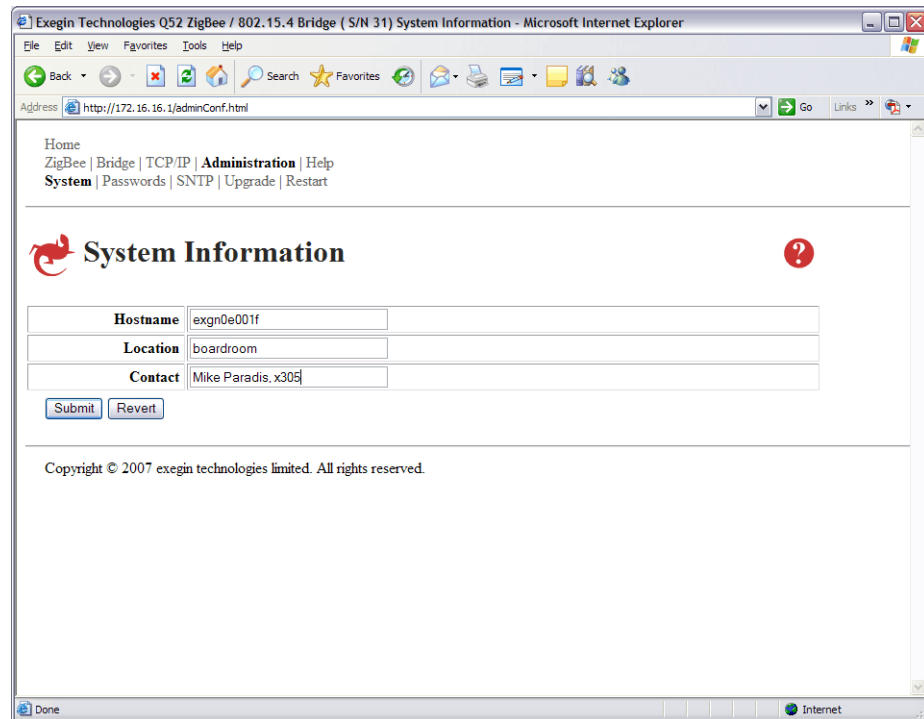 Exegin Technologies Q52 ZigBee / 802.15.4 Bridge ( S/N 31) System Information - Microsoft Internet Explorer
File Edit View Favorites Tools Help
Back Search Favorites
Address http://172.16.16.1/adminConf.html Go Links »
Home
ZigBee | Bridge | TCP/IP | Administration | Help
System | Passwords | SNTP | Upgrade | Restart
System Information ?
Hostname exgn0e001f
Location boardroom
Contact Mike Paradis, x305
Submit Revert
Copyright © 2007 exegin technologies limited. All rights reserved.
Done Internet